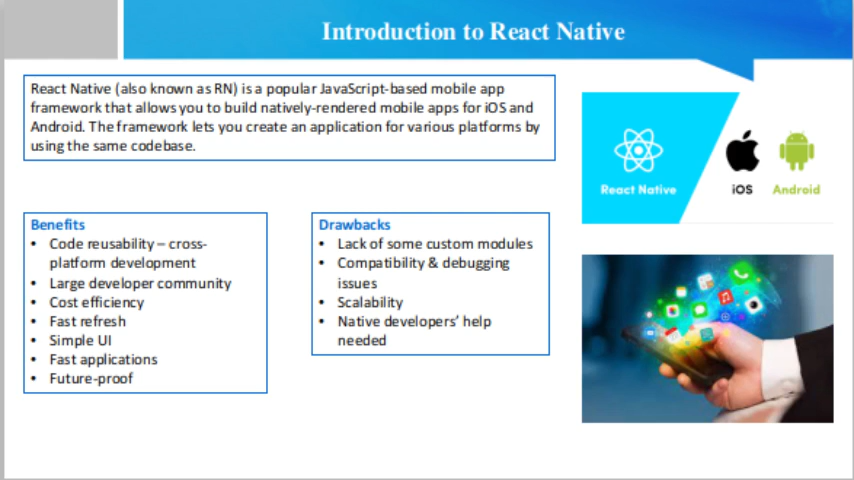 Introduction to React Native
React Native (also known as RN) is a popular JavaScript-based mobile app
framework that allows you to build natively-rendered mobile apps for iOS and
Android. The framework lets you create an application for various platforms by
using the same codebase.
React Native
iOS
Android
Benefits
• Code reusability – cross-
platform development
• Large developer community
• Cost efficiency
• Fast refresh
• Simple UI
• Fast applications
• Future-proof
Drawbacks
• Lack of some custom modules
• Compatibility & debugging
issues
• Scalability
• Native developers’ help
needed